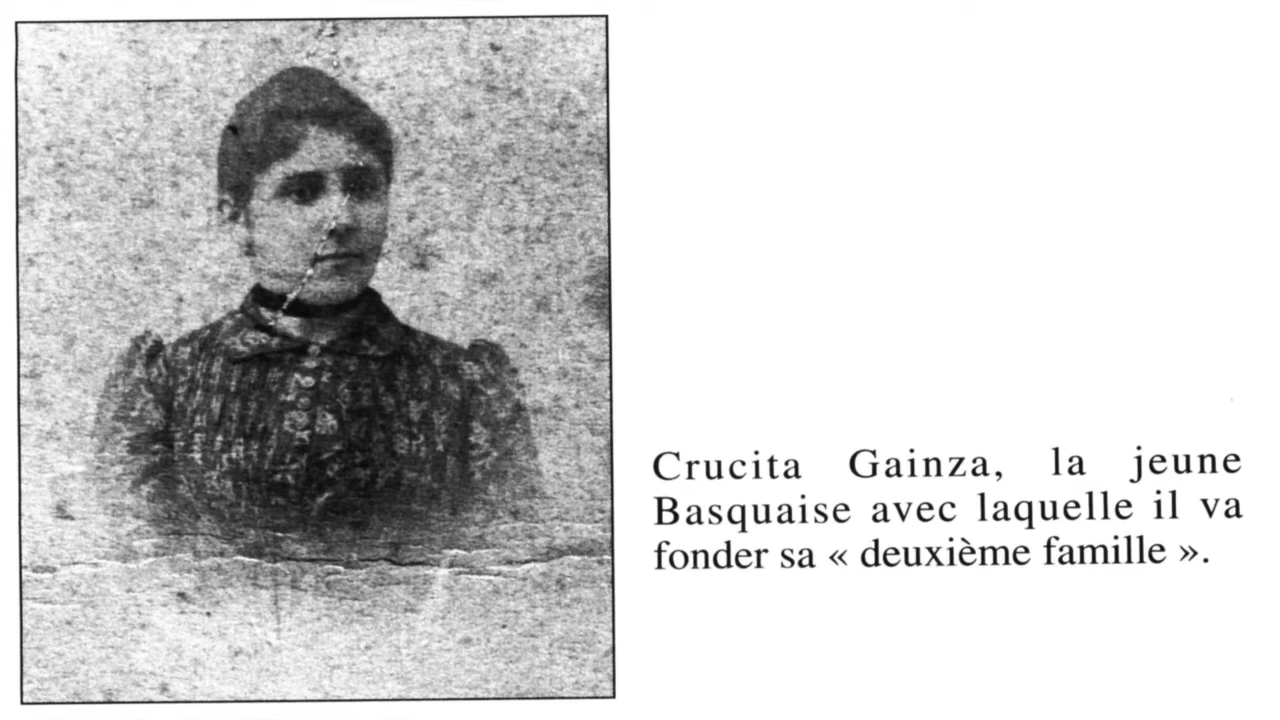 Crucita Gainza, la jeune
Basquaise avec laquelle il va
fonder sa « deuxième famille ».